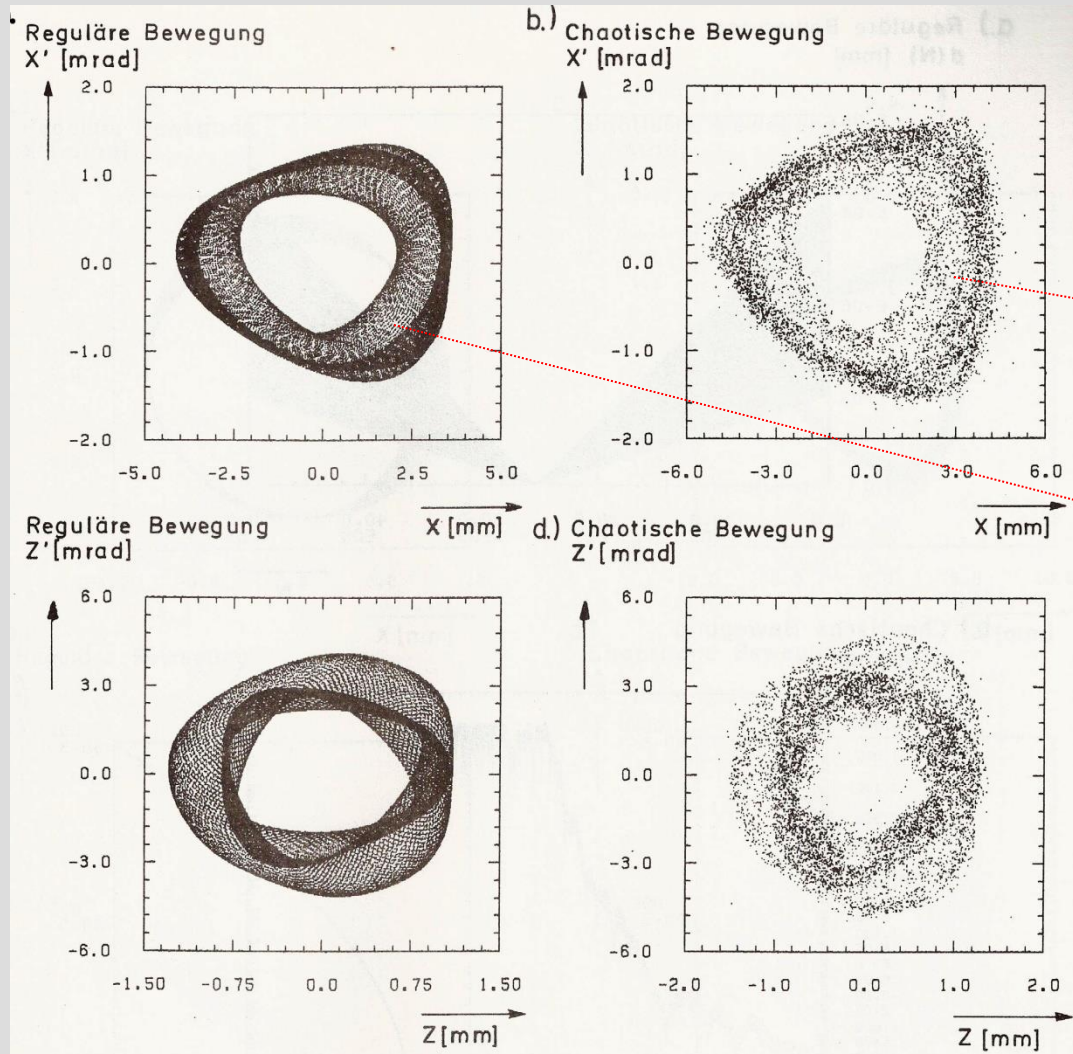 Reguläre Bewegung
X' [mrad]
2.0
1.0
0.0
-1.0
-2.0
-5.0 -2.5 0.0 2.5 5.0
X [mm]
b.) Chaotische Bewegung
X' [mrad]
2.0
1.0
0.0
-1.0
-2.0
-6.0 -3.0 0.0 3.0 6.0
X [mm]
Reguläre Bewegung
Z' [mrad]
6.0
3.0
0.0
-3.0
-6.0
-1.50 -0.75 0.0 0.75 1.50
Z [mm]
d.) Chaotische Bewegung
Z' [mrad]
6.0
3.0
0.0
-3.0
-6.0
-2.0 -1.0 0.0 1.0 2.0
Z [mm]